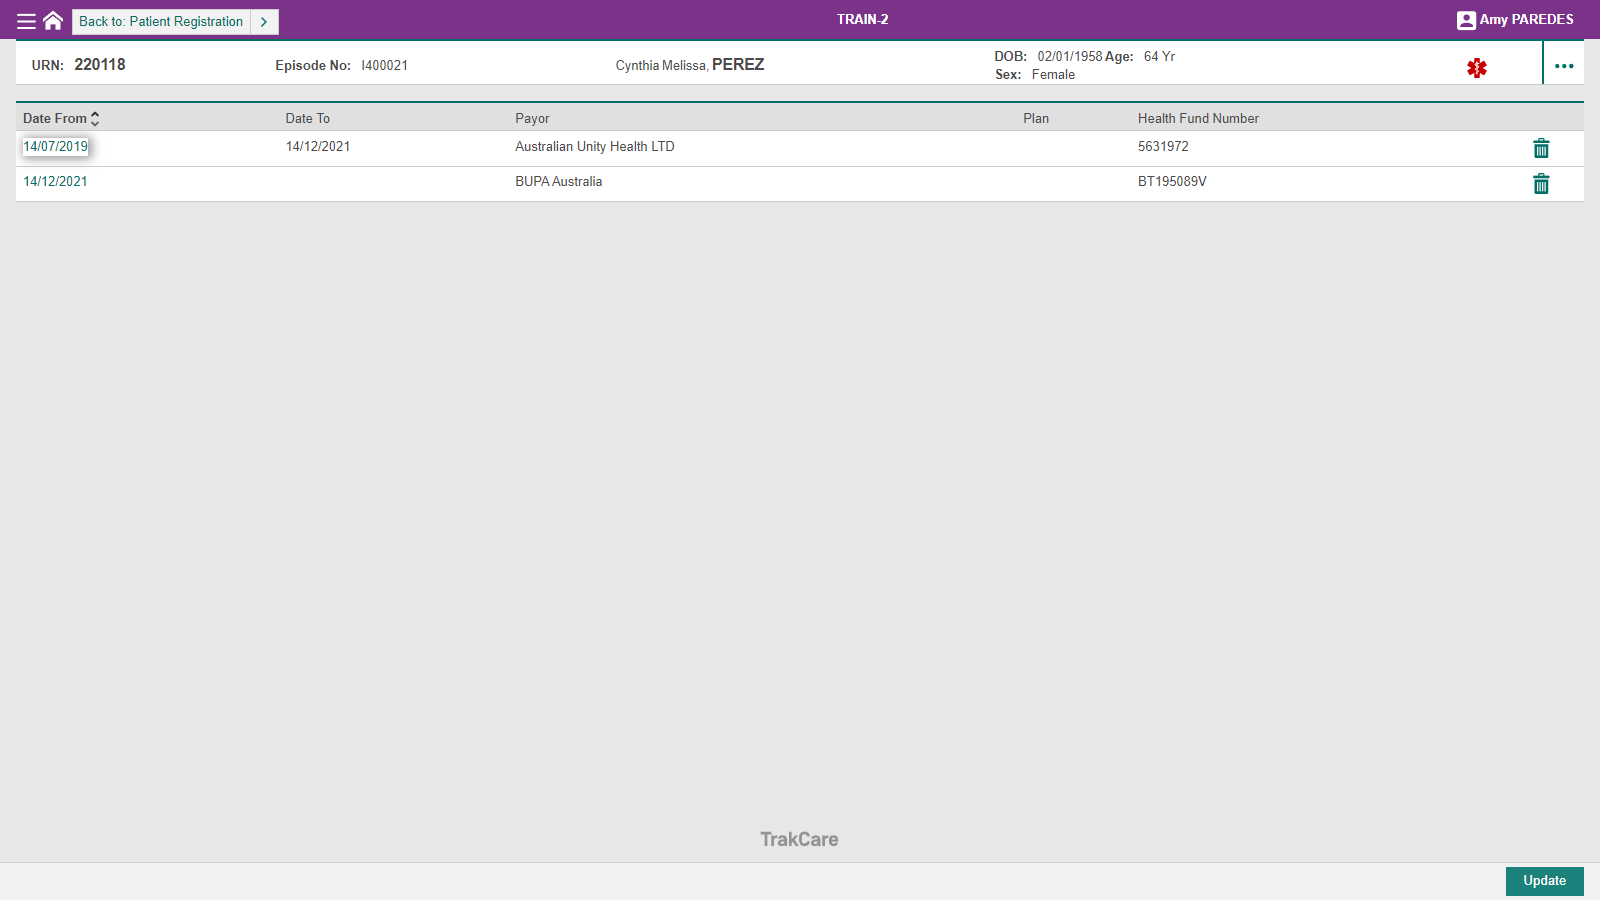 Back to: Patient Registration
TRAIN-2
Amy PAREDES
URN: 220118 Episode No: I400021 Cynthia Melissa, PEREZ DOB: 02/01/1958 Age: 64 Yr
Sex: Female
Date From Date To Payor Plan Health Fund Number
14/07/2019 14/12/2021 Australian Unity Health LTD 5631972
14/12/2021 BUPA Australia BT195089V
TrakCare
Update